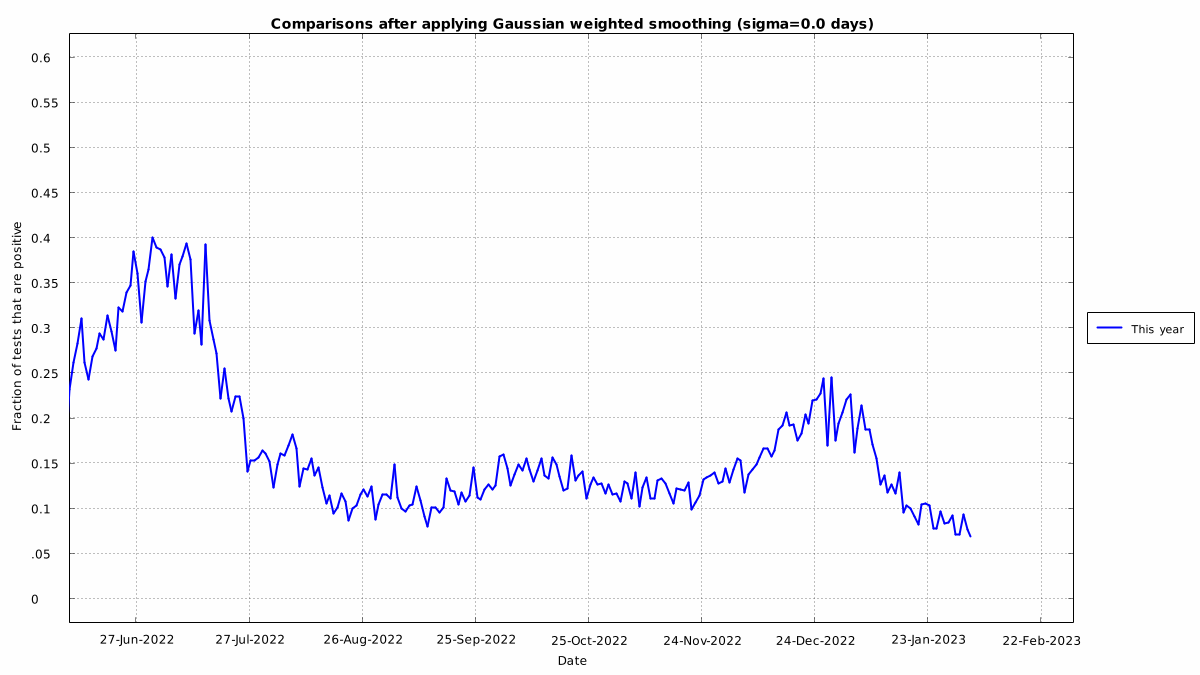 Comparisons after applying Gaussian weighted smoothing (sigma=0.0 days)
0.6
0.55
0.5
0.45
0.4
0.35
0.3
0.25
0.2
0.15
0.1
.05
0
Fraction of tests that are positive
This year
27-Jun-2022 27-Jul-2022 26-Aug-2022 25-Sep-2022 25-Oct-2022 24-Nov-2022 24-Dec-2022 23-Jan-2023 22-Feb-2023
Date